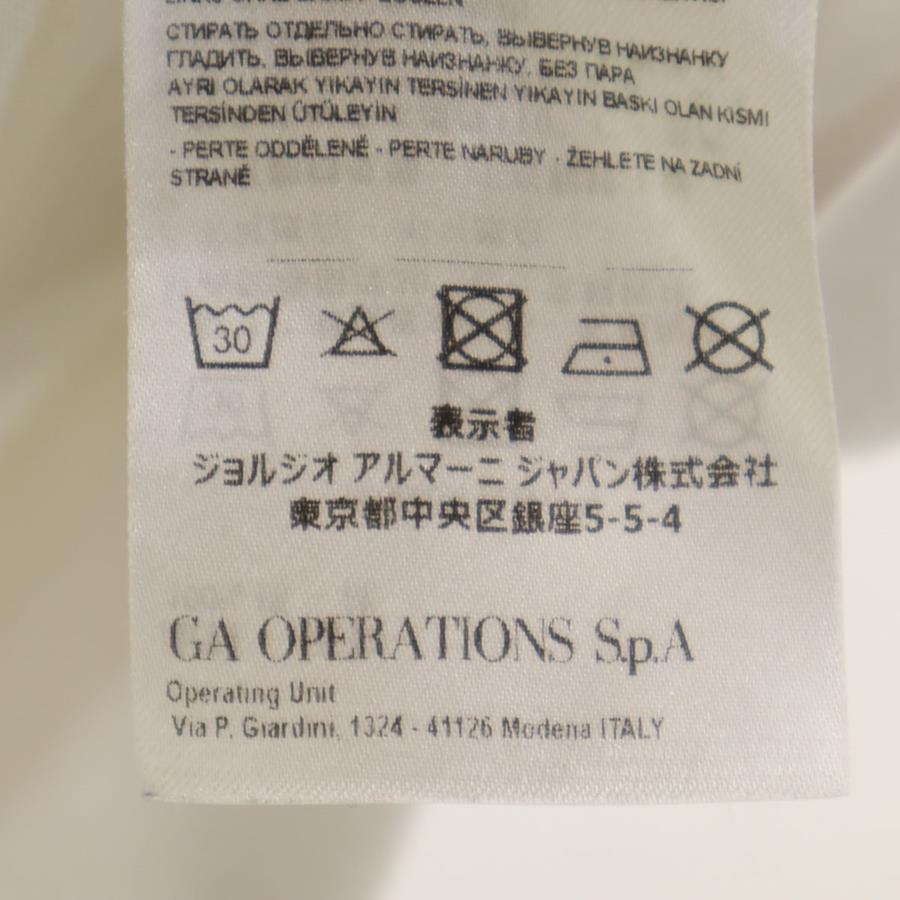 СТИРАТЬ ОТДЕЛЬНО СТИРАТЬ, ВЫВЕРНУВ НАИЗНАНКУ
ГЛАДИТЬ, ВЫВЕРНУВ НАИЗНАНКУ, БЕЗ ПАРА
AYRI OLARAK YIKAYIN TERSİNEN YIKAYIN BASKI OLAN KISMI
TERSİNDEN ÜTÜLEYİN
- PERTE ODDĚLENĚ - PERTE NARUBY - ŽEHLETE NA ZADNÍ
STRANĚ
30
表示者
ジョルジオ アルマーニ ジャパン株式会社
東京都中央区銀座5-5-4
GA OPERATIONS S.p.A
Operating Unit
Via P. Giardini, 1324 - 41126 Modena ITALY